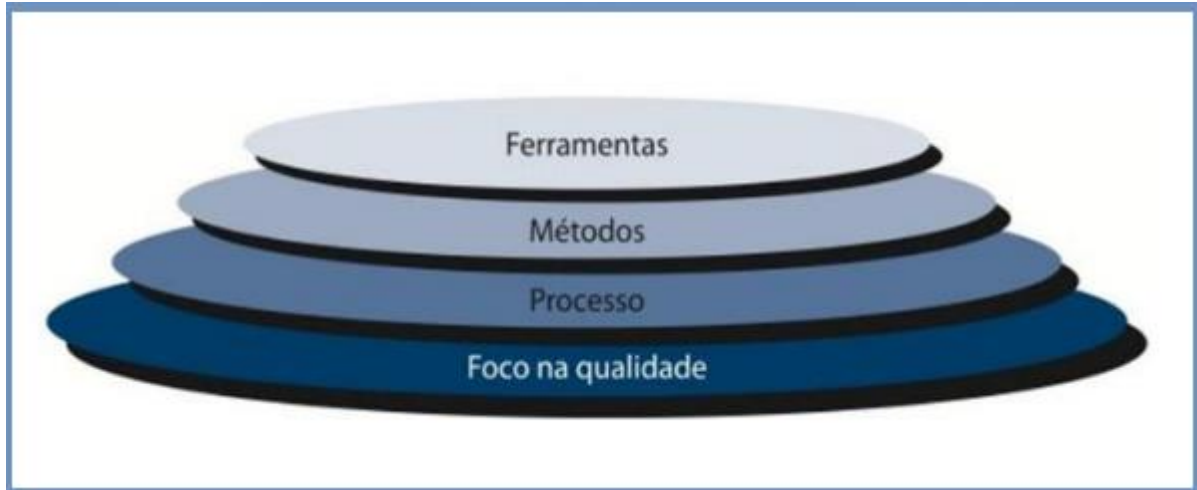 Ferramentas
Métodos
Processo
Foco na qualidade